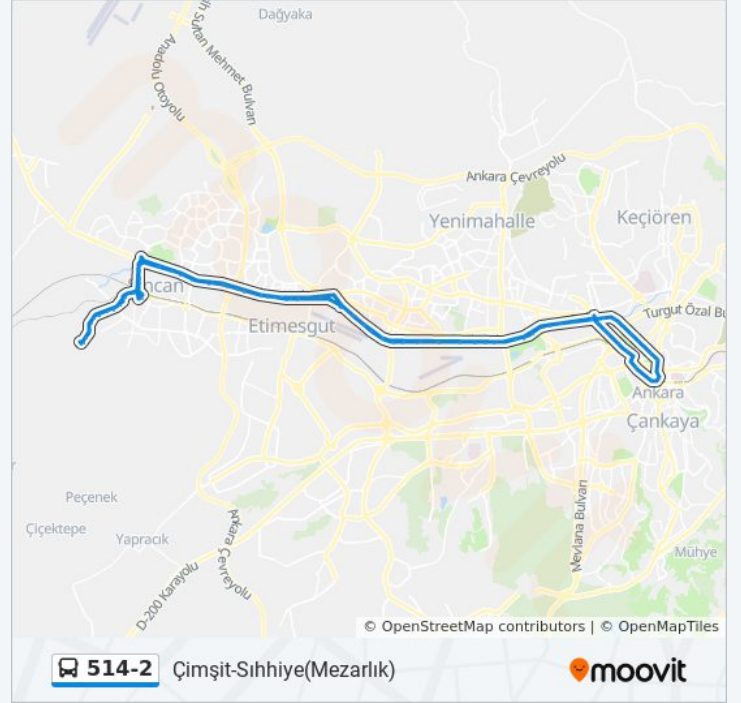 Dağyaka
Fatih Sultan Mehmet Bulvarı
Anadolu Otoyolu
Ankara Çevreyolu
Yenimahalle
Keçiören
Sincan
Turgut Özal Bu
Etimesgut
Ankara
Çankaya
Peçenek
Çiçektepe
Yapracık
Ankara Çevreyolu
Mevlana Bulvarı
Mühye
D-200 Karayolu
© OpenStreetMap contributors | © OpenMapTiles
514-2 Çimşit-Sıhhiye(Mezarlık)
moovit